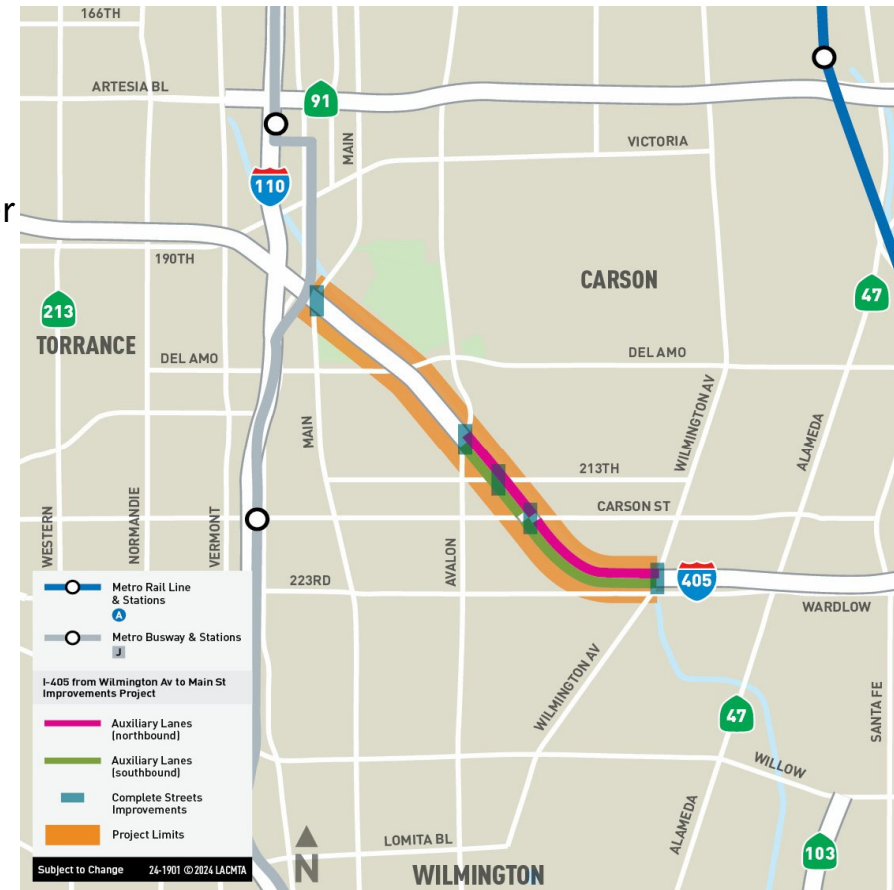 166TH
ARTESIA BL
91
MAIN
VICTORIA
110
r
190TH
CARSON
213
47
TORRANCE
DEL AMO
DEL AMO
WILMINGTON AV
MAIN
ALAMEDA
213TH
CARSON ST
WESTERN
NORMANDIE
VERMONT
AVALON
223RD
405
WARDLOW
WILMINGTON AV
SANTA FE
47
WILLOW
ALAMEDA
LOMITA BL
103
N
WILMINGTON
Metro Rail Line
& Stations
A
Metro Busway & Stations
J
I-405 from Wilmington Av to Main St
Improvements Project
Auxiliary Lanes
(northbound)
Auxiliary Lanes
(southbound)
Complete Streets
Improvements
Project Limits
Subject to Change 24-1901 ©2024 LACMTA